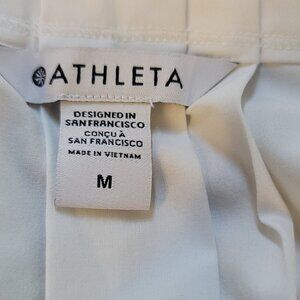 ATHLETA
DESIGNED IN
SAN FRANCISCO
CONÇU À
SAN FRANCISCO
MADE IN VIETNAM
M